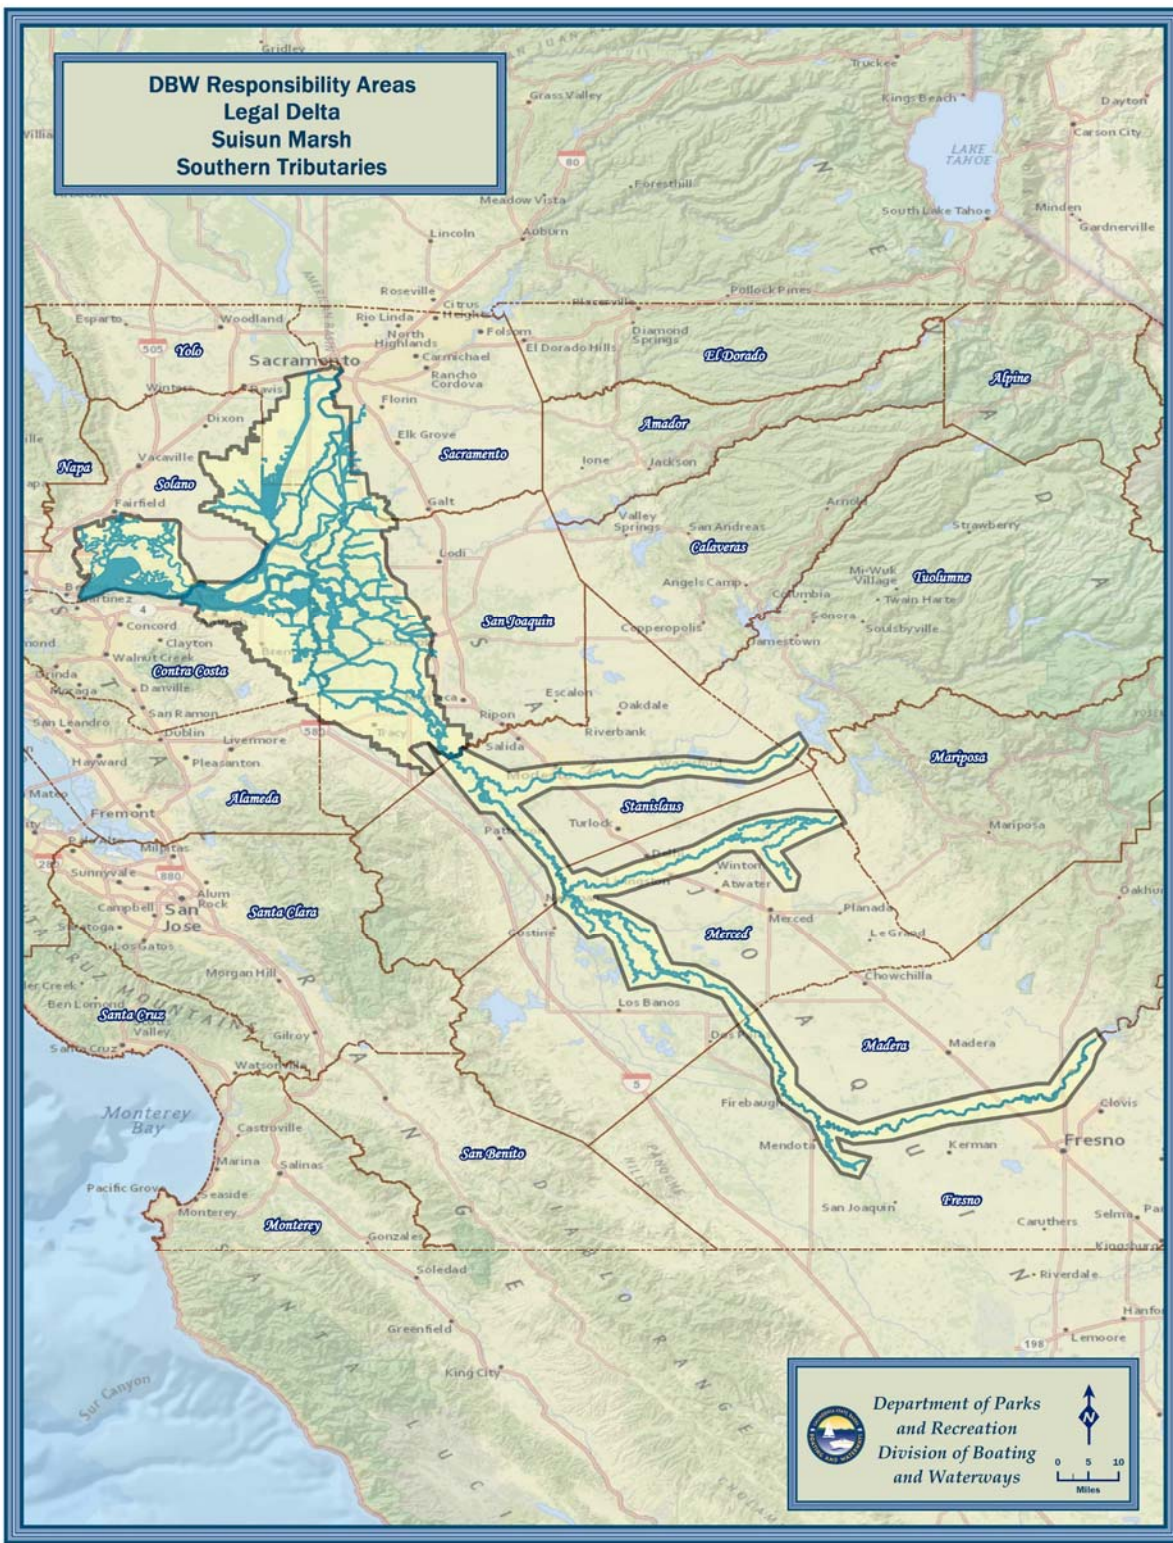 DBW Responsibility Areas
Legal Delta
Suisun Marsh
Southern Tributaries
Gridley
Truckee
Grass Valley
Kings Beach
Dayton
Carson City
LAKE
TAHOE
80
Foresthill
Meadow Vista
South Lake Tahoe
Minden
Gardnerville
Lincoln
Auburn
Roseville
Citrus
Heights
Placerville
Pollock Pines
Esparto
Woodland
Rio Linda
North
Highlands
Folsom
El Dorado Hills
Diamond
Springs
505
Yolo
Sacramento
Carmichael
Rancho
Cordova
El Dorado
Alpine
Winters
Davis
Dixon
Florin
Elk Grove
Amador
Napa
Vacaville
Solano
Sacramento
Ione
Jackson
Fairfield
Galt
Valley
Springs
San Andreas
Arnold
Strawberry
Calaveras
Lodi
Angels Camp
Mi-Wuk
Village
Tuolumne
Twain Harte
Columbia
Sonora
Soulsbyville
Jamestown
Copperopolis
Martinez
4
Concord
Clayton
Walnut Creek
San Joaquin
Contra Costa
Moraga
Danville
San Ramon
Escalon
Oakdale
San Leandro
Dublin
580
Tracy
Ripon
Riverbank
Salida
Livermore
Hayward
Pleasanton
Mariposa
Alameda
Stanislaus
Fremont
Turlock
Mariposa
Palo Alto
Milpitas
280
Sunnyvale
880
Winton
Atwater
Campbell
San
Jose
Alum
Rock
Santa Clara
Merced
Planada
Merced
Le Grand
Los Gatos
Morgan Hill
Chowchilla
Ben Lomond
Santa Cruz
Valley
Los Banos
Gilroy
Madera
Madera
Santa Cruz
Watsonville
5
Monterey
Bay
Firebaugh
Clovis
Castroville
Mendota
Kerman
Fresno
San Benito
Marina
Salinas
Pacific Grove
Seaside
Monterey
San Joaquin
Fresno
Monterey
Gonzales
Caruthers
Selma
Kingsburg
Soledad
Riverdale
Greenfield
Lemoore
198
King City
Sur Canyon
Department of Parks
and Recreation
Division of Boating
and Waterways
N
0 5 10
Miles